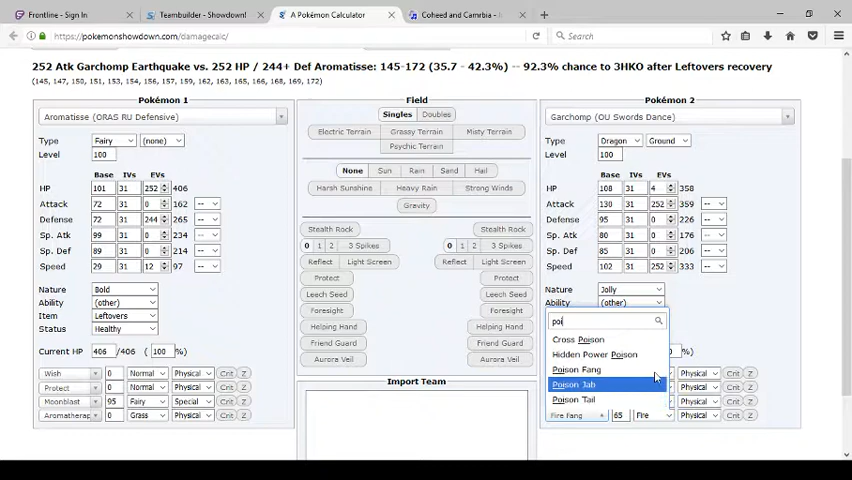 Frontline - Sign In
Teambuilder - Showdown!
A Pokémon Calculator
Coheed and Camrbia -
https://pokemonshowdown.com/damagecalc/
Search
252 Atk Garchomp Earthquake vs. 252 HP / 244+ Def Aromatisse: 145-172 (35.7 - 42.3%) -- 92.3% chance to 3HKO after Leftovers recovery
(145, 147, 150, 151, 153, 154, 156, 157, 159, 162, 163, 165, 166, 168, 169, 172)
Pokémon 1
Aromatisse (ORAS RU Defensive)
Type Fairy (none)
Level 100
Base IVs EVs
HP 101 31 252 406
Attack 72 31 0 162 --
Defense 72 31 244 265 --
Sp. Atk 99 31 0 234 --
Sp. Def 89 31 0 214 --
Speed 29 31 12 97 --
Nature Bold
Ability (other)
Item Leftovers
Status Healthy
Current HP 406 /406 ( 100 %)
Wish 0 Normal Physical Crit Z
Protect 0 Normal Physical Crit Z
Moonblast 95 Fairy Special Crit Z
Aromatherap 0 Grass Physical Crit Z
Field
Singles Doubles
Electric Terrain Grassy Terrain Misty Terrain
Psychic Terrain
None Sun Rain Sand Hail
Harsh Sunshine Heavy Rain Strong Winds
Gravity
Stealth Rock Stealth Rock
0 1 2 3 Spikes 0 1 2 3 Spikes
Reflect Light Screen Reflect Light Screen
Protect Protect
Leech Seed Leech Seed
Foresight Foresight
Helping Hand Helping Hand
Friend Guard Friend Guard
Aurora Veil Aurora Veil
Import Team
Pokémon 2
Garchomp (OU Swords Dance)
Type Dragon Ground
Level 100
Base IVs EVs
HP 108 31 4 358
Attack 130 31 252 359 --
Defense 95 31 0 226 --
Sp. Atk 80 31 0 176 --
Sp. Def 85 31 0 206 --
Speed 102 31 252 333 --
Nature Jolly
Ability (other)
poi
Cross Poison
Hidden Power Poison
Poison Fang
Poison Jab
Poison Tail
%)
Physical Crit Z
Physical Crit Z
Physical Crit Z
Fire Fang 65 Fire Physical Crit Z